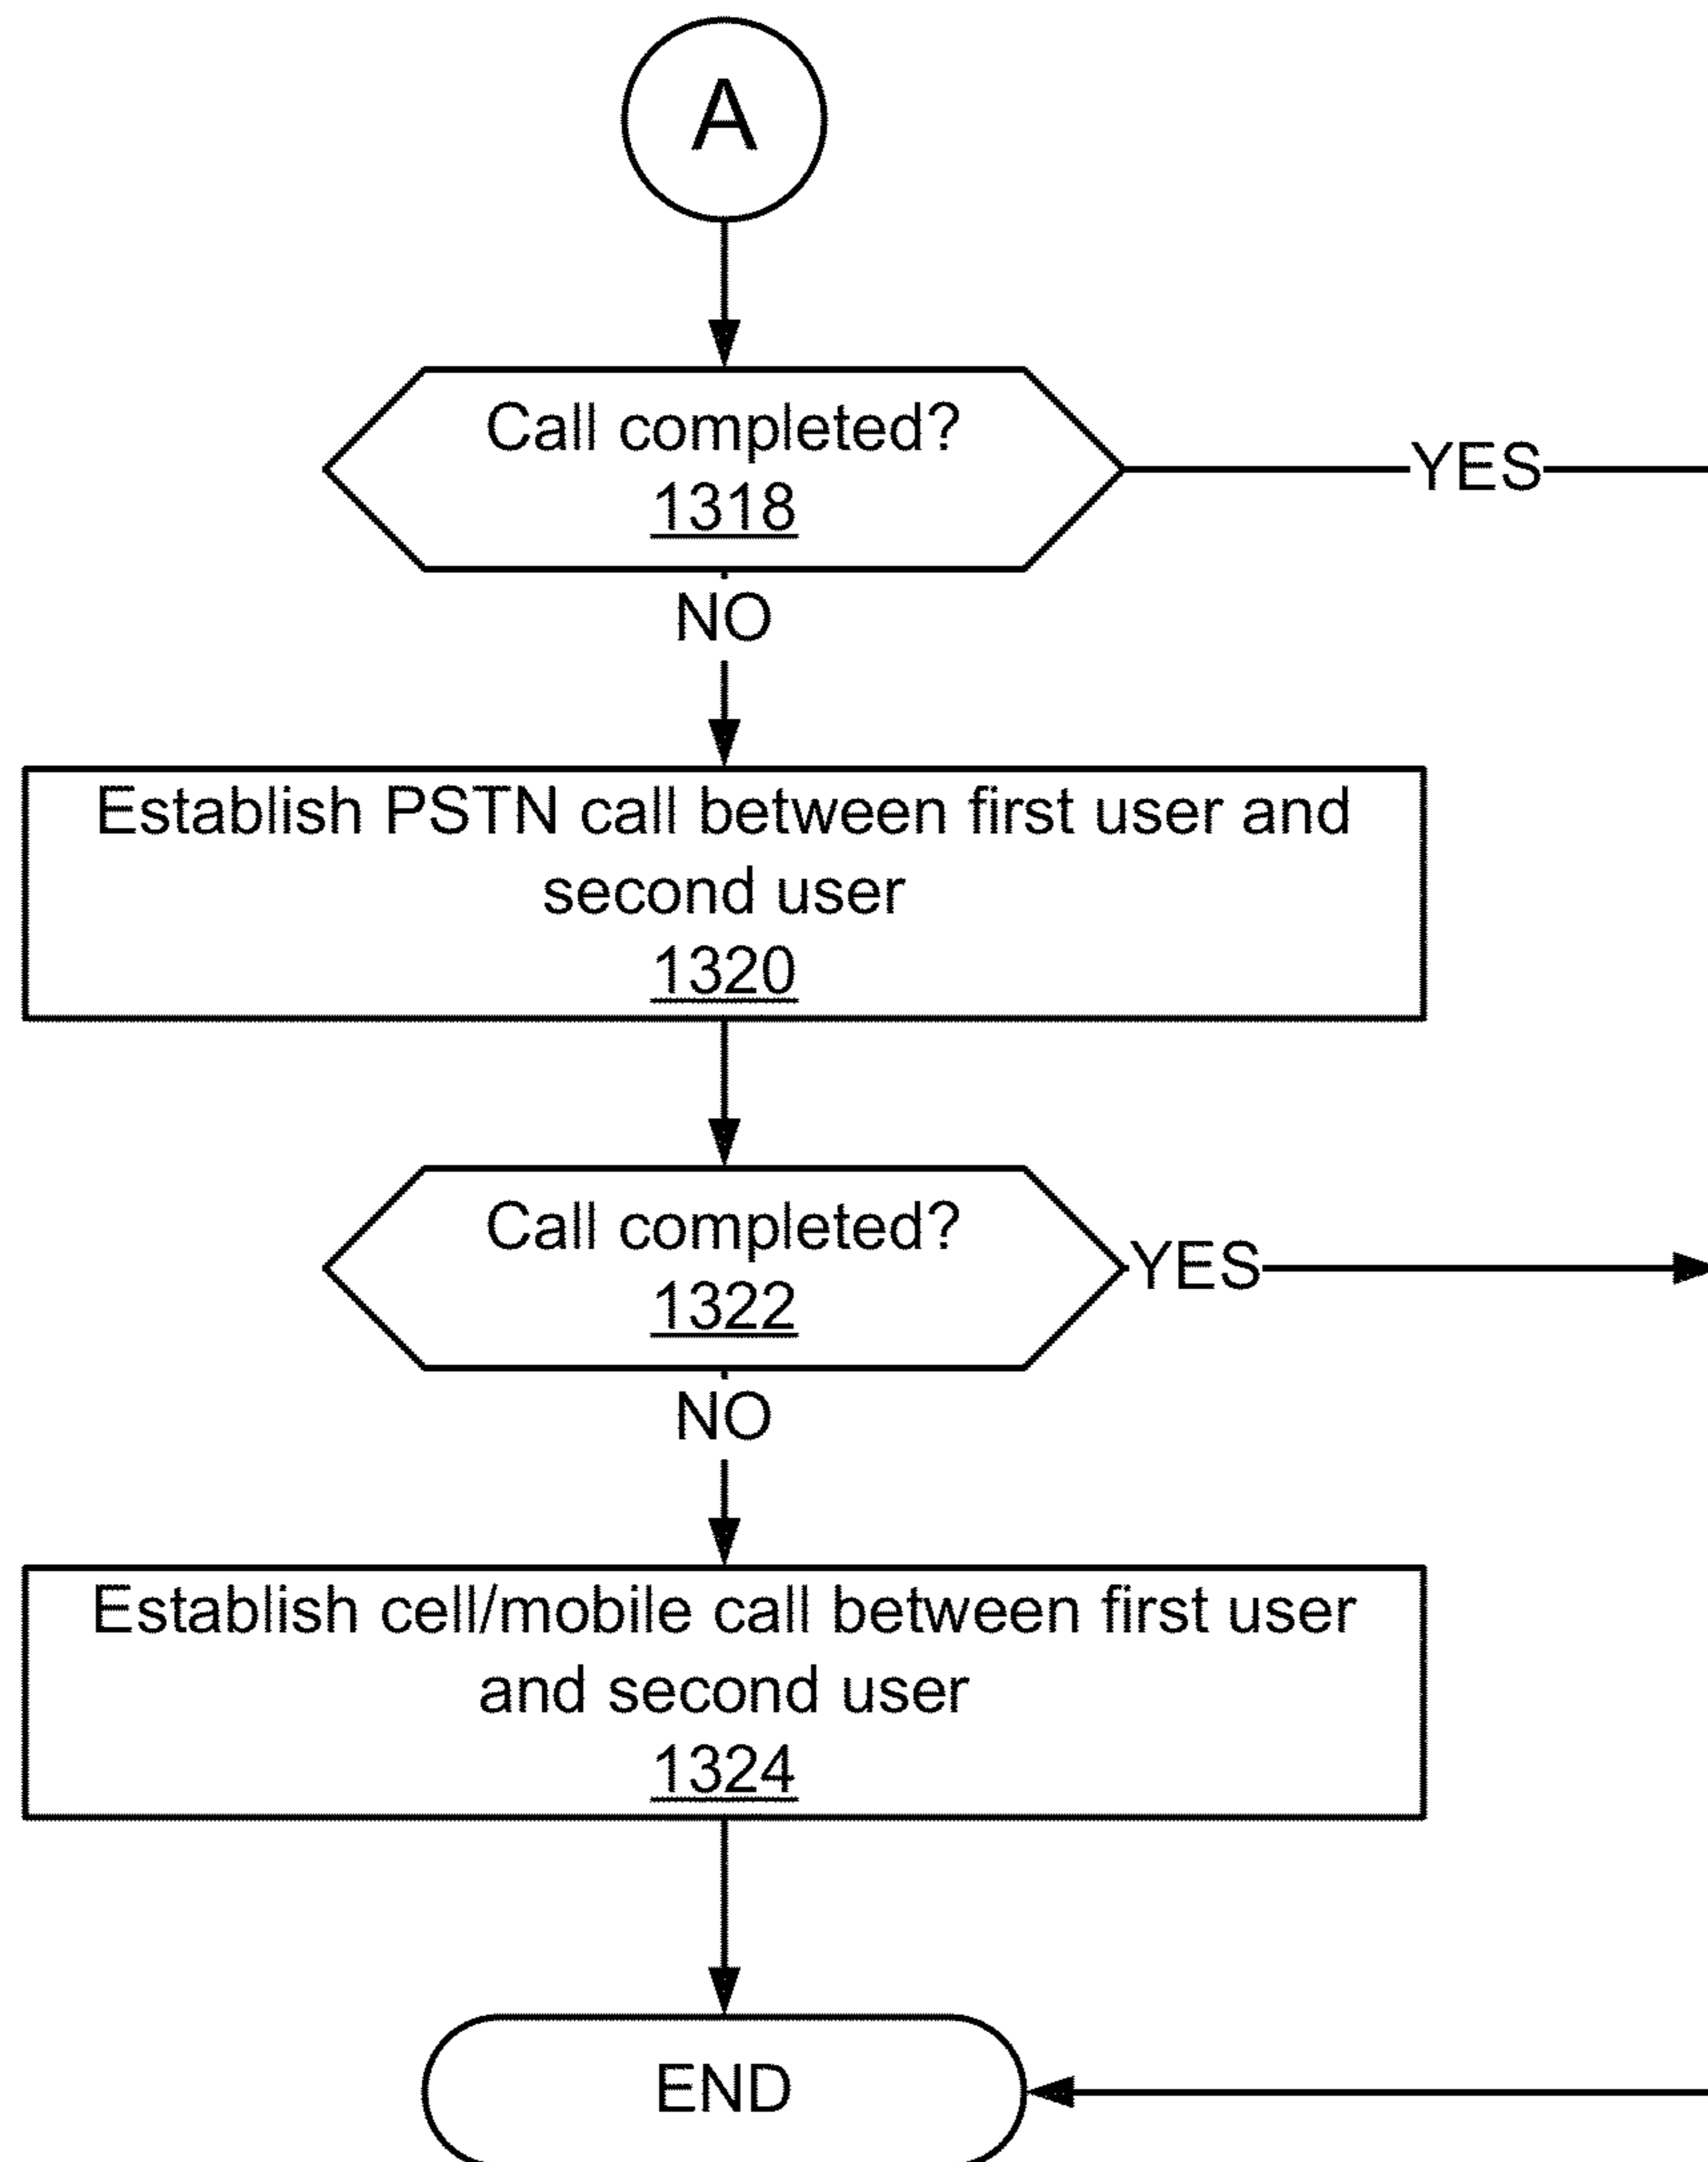 A
Call completed?
1318
YES
NO
Establish PSTN call between first user and
second user
1320
Call completed?
1322
YES
NO
Establish cell/mobile call between first user
and second user
1324
END